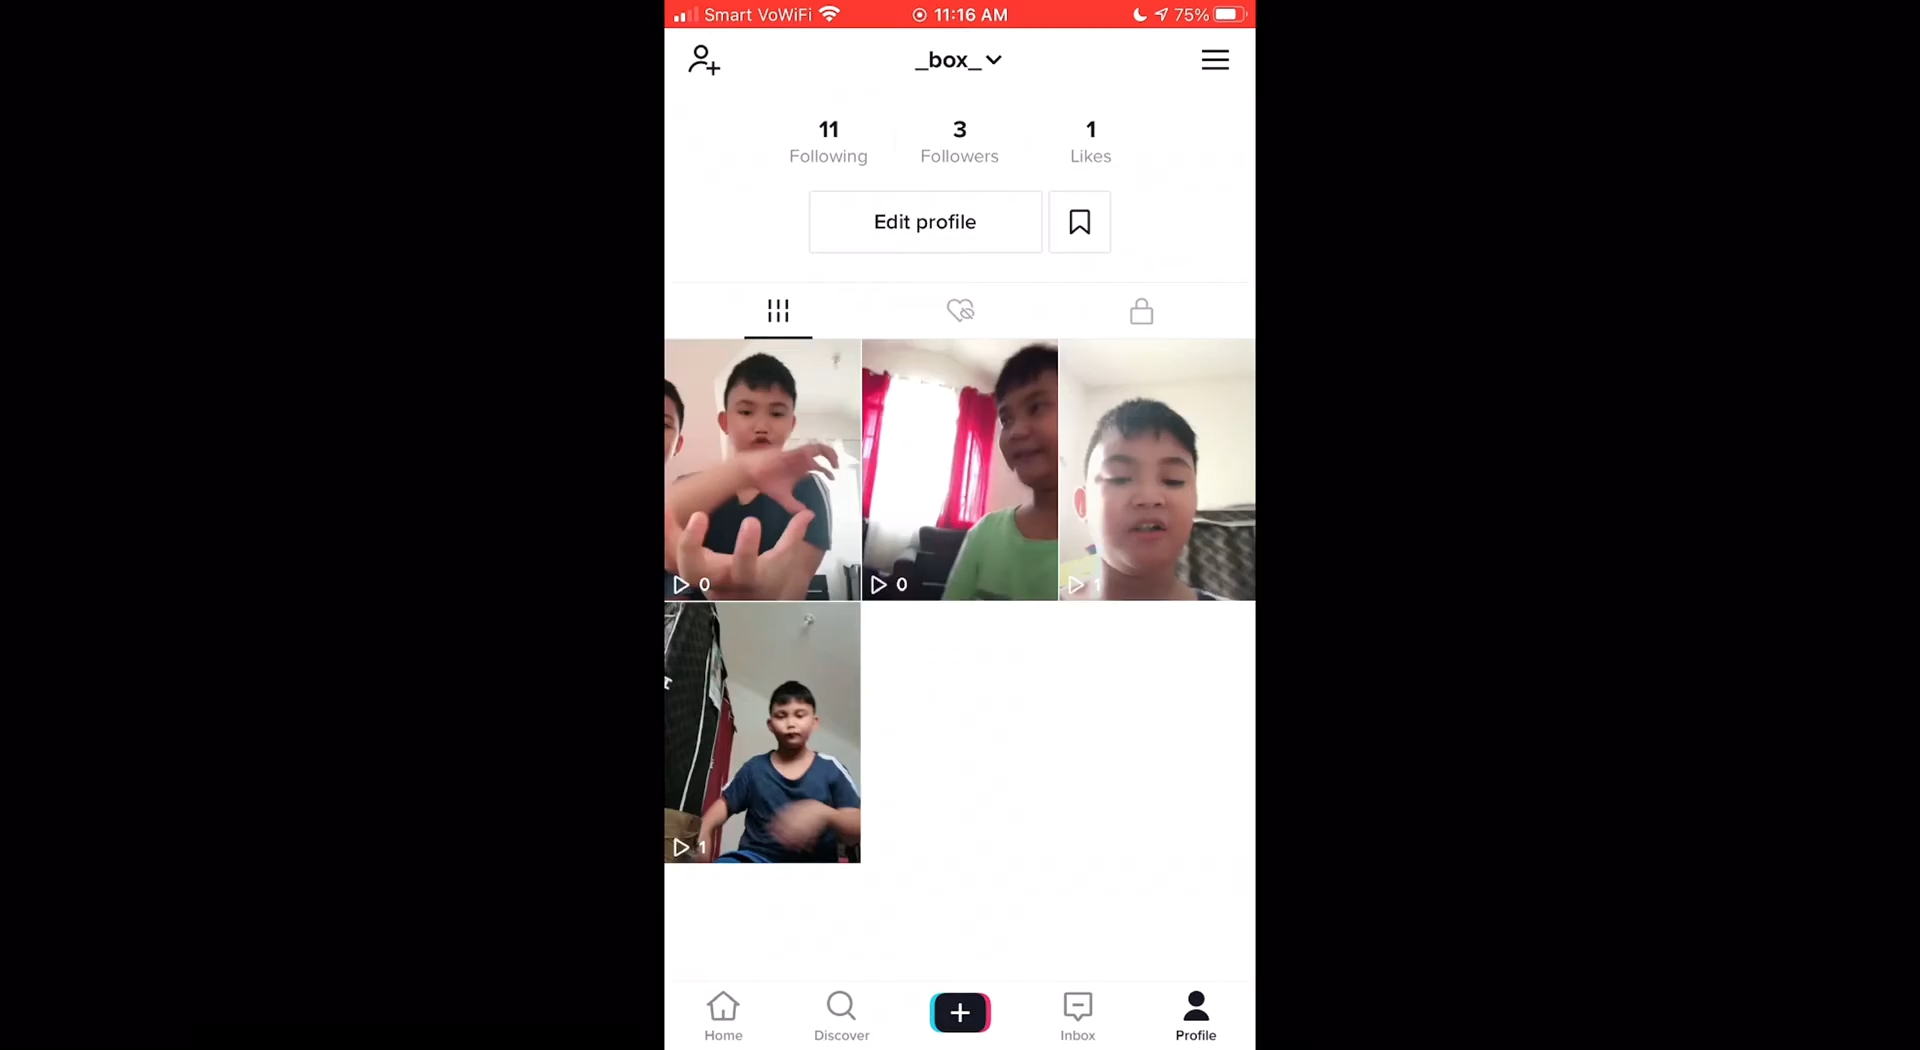 Smart VoWiFi 11:16 AM 75%
_box_
11 3 1
Following Followers Likes
Edit profile
0 0 1
1
Home Discover Inbox Profile